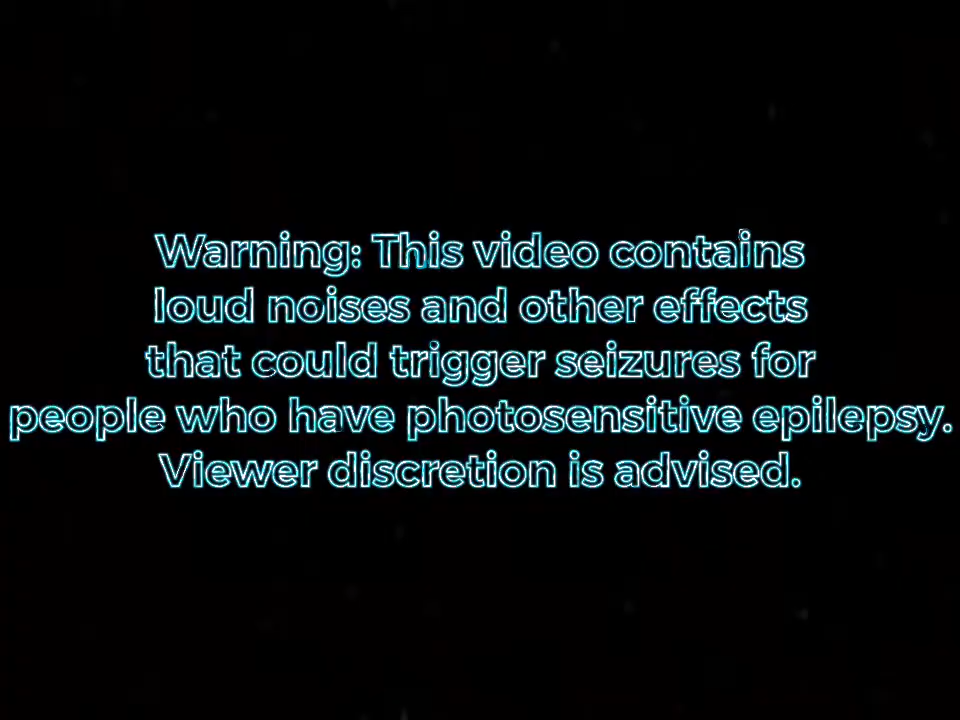 Warning: This video contains
loud noises and other effects
that could trigger seizures for
people who have photosensitive epilepsy.
Viewer discretion is advised.